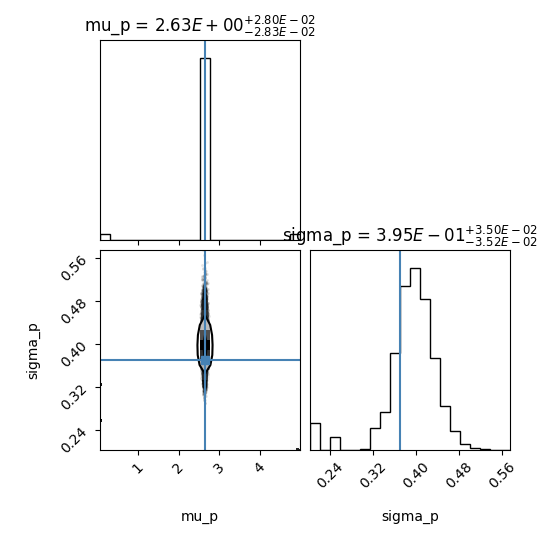 mu_p = 2.63E + 00+2.80E − 02 −2.83E − 02
sigma_p = 3.95E − 01+3.50E − 02 −3.52E − 02
0.56
0.48
0.40
0.32
0.24
sigma_p
1 2 3 4
0.24 0.32 0.40 0.48 0.56
mu_p
sigma_p